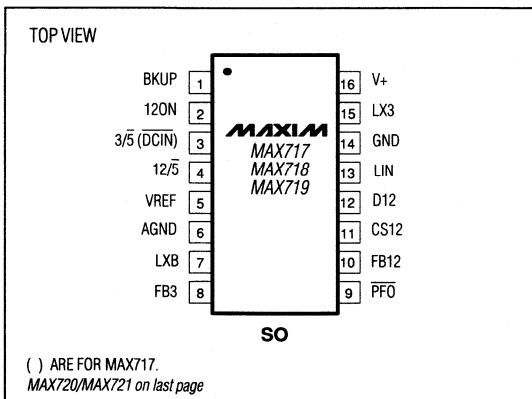 TOP VIEW
BKUP 1
12ON 2
3/5̅ (D̅C̅I̅N̅) 3
12/5̅ 4
VREF 5
AGND 6
LXB 7
FB3 8
MAXIM
MAX717
MAX718
MAX719
16 V+
15 LX3
14 GND
13 LIN
12 D12
11 CS12
10 FB12
9 P̅F̅O̅
SO
( ) ARE FOR MAX717.
MAX720/MAX721 on last page